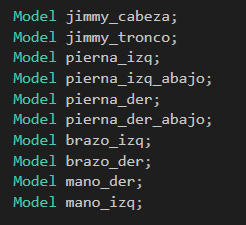 Model jimmy_cabeza;
Model jimmy_tronco;
Model pierna_izq;
Model pierna_izq_abajo;
Model pierna_der;
Model pierna_der_abajo;
Model brazo_izq;
Model brazo_der;
Model mano_der;
Model mano_izq;